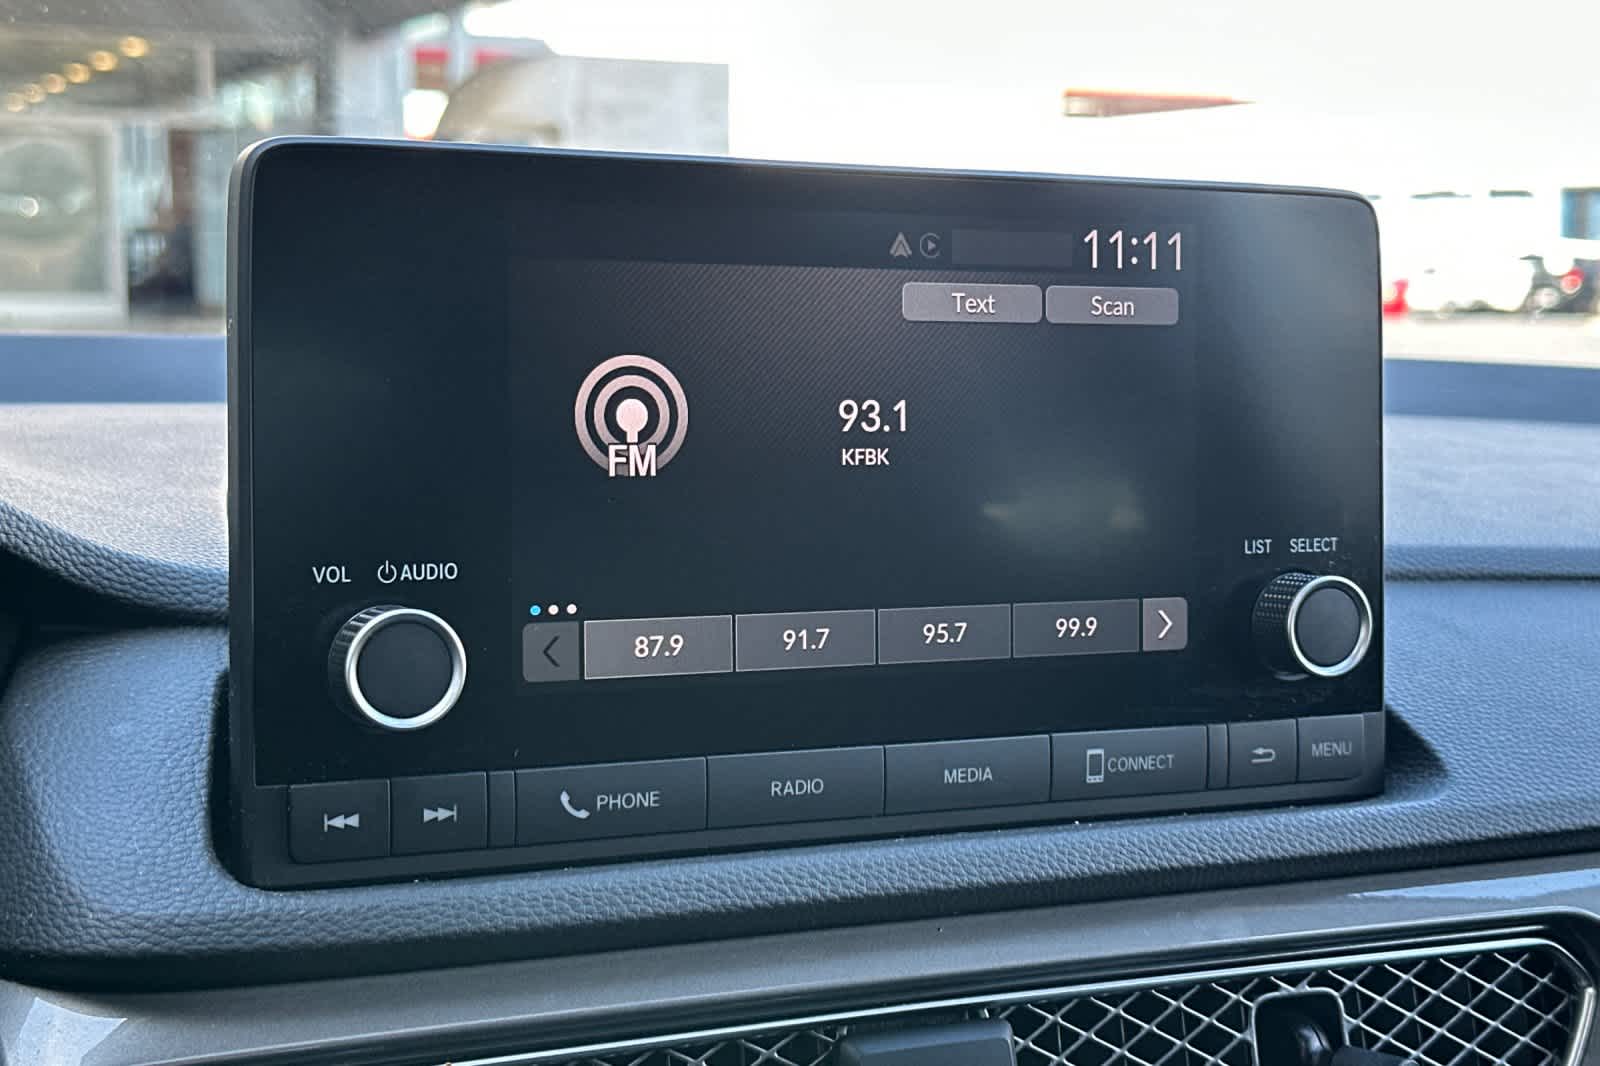 11:11
Text Scan
FM
93.1
KFBK
LIST SELECT
VOL AUDIO
87.9 91.7 95.7 99.9
PHONE RADIO MEDIA CONNECT MENU